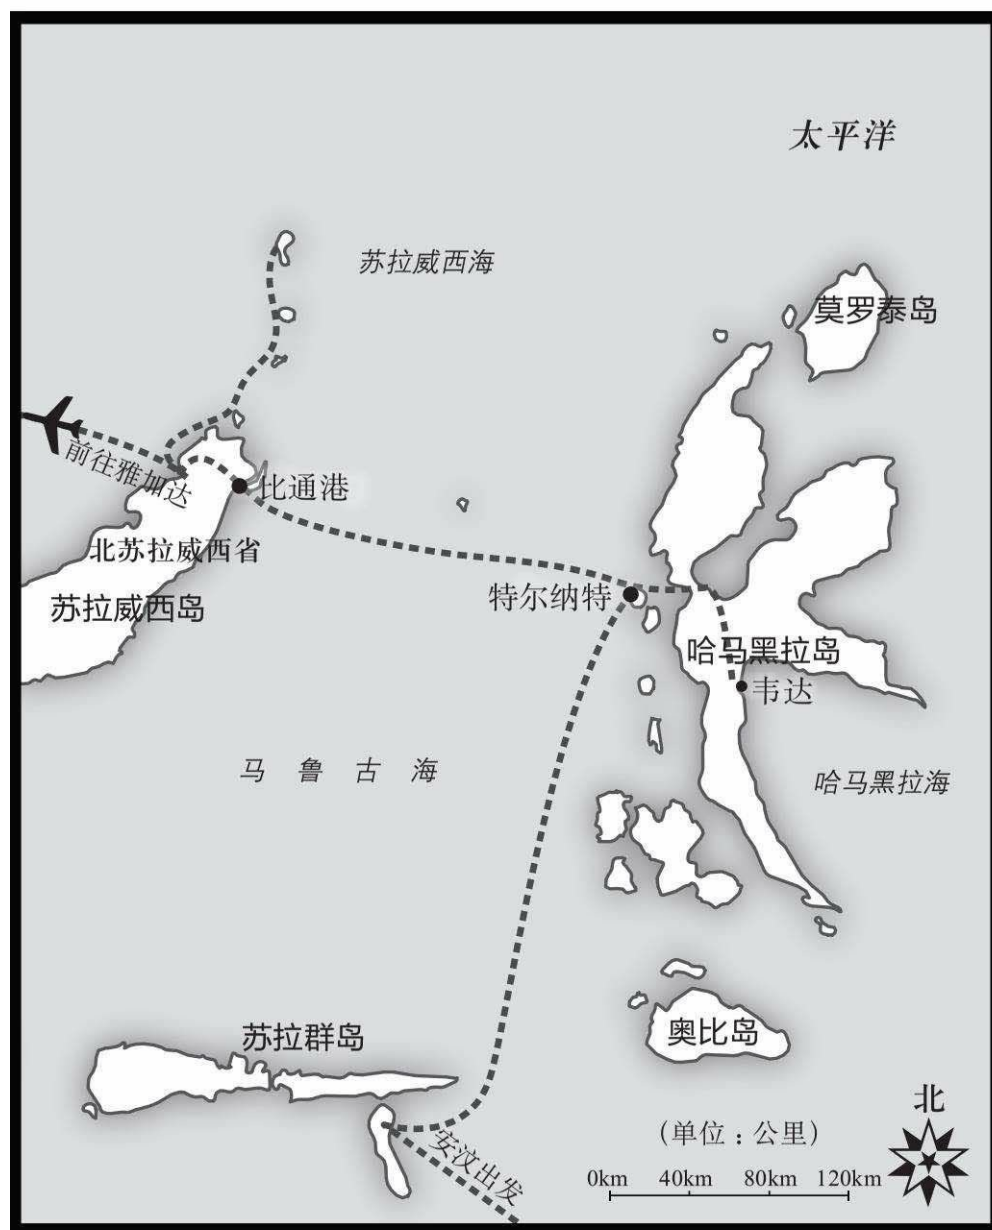 太平洋
苏拉威西海
莫罗泰岛
前往雅加达
比通港
北苏拉威西省
苏拉威西岛
特尔纳特
哈马黑拉岛
韦达
马鲁古海
哈马黑拉海
苏拉群岛
奥比岛
安汶出发
北
（单位：公里）
0km 40km 80km 120km